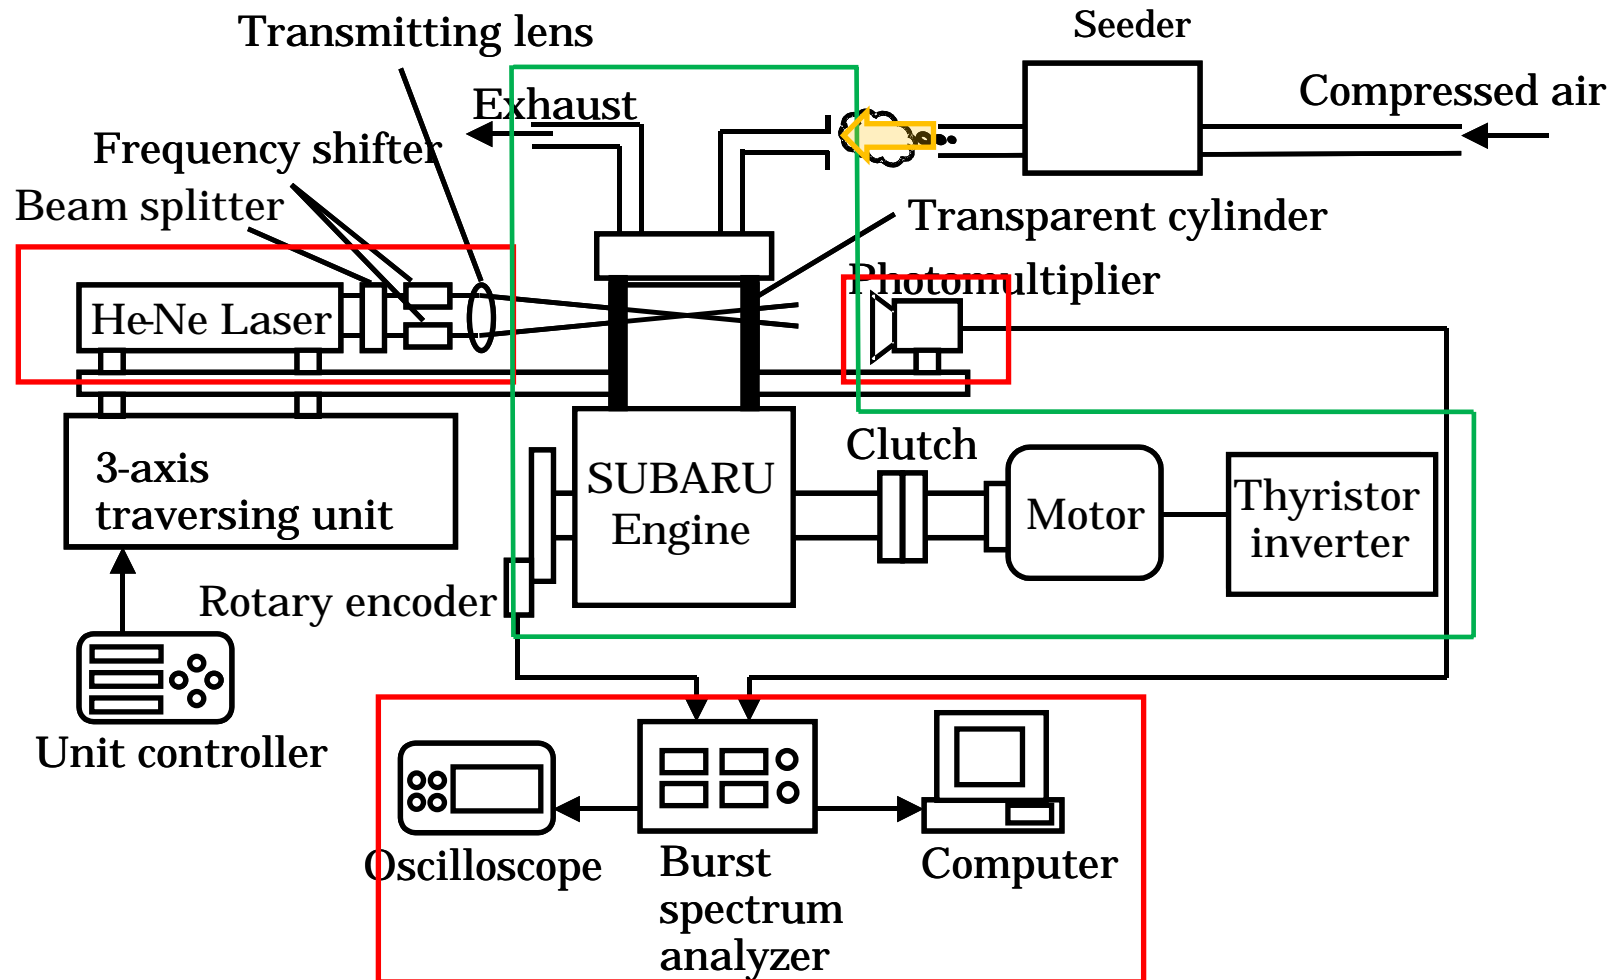 Transmitting lens
Seeder
Exhaust
Compressed air
Frequency shifter
Beam splitter
Transparent cylinder
Photomultiplier
He-Ne Laser
3-axis
traversing unit
SUBARU
Engine
Clutch
Motor
Thyristor
inverter
Rotary encoder
Unit controller
Oscilloscope
Burst
spectrum
analyzer
Computer